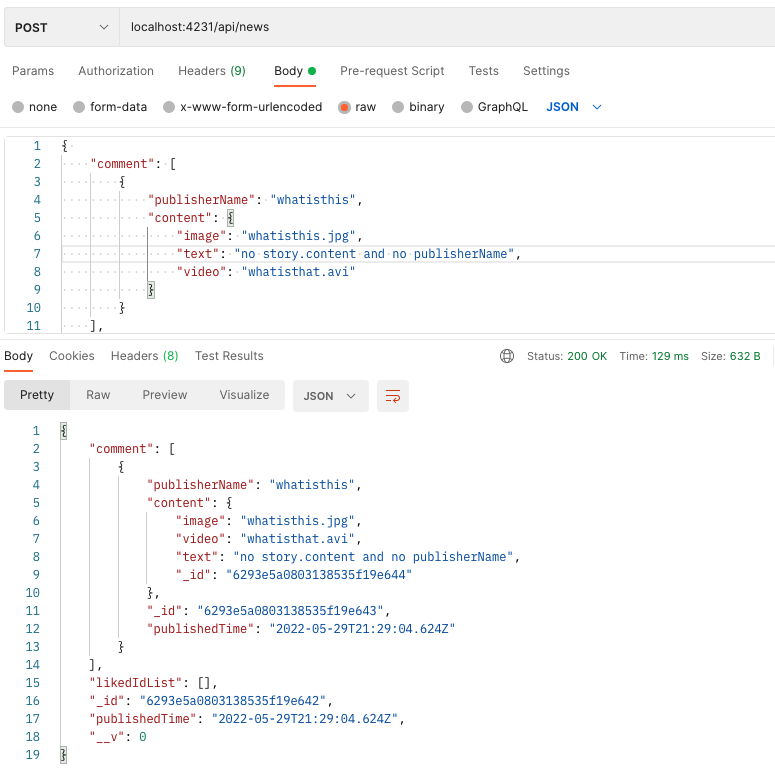 POST localhost:4231/api/news
Params Authorization Headers (9) Body Pre-request Script Tests Settings
none form-data x-www-form-urlencoded raw binary GraphQL JSON
1 {
2 "comment": [
3 {
4 "publisherName": "whatisthis",
5 "content": {
6 "image": "whatisthis.jpg",
7 "text": "no story.content and no publisherName",
8 "video": "whatisthat.avi"
9 }
10 }
11 ],
Body Cookies Headers (8) Test Results Status: 200 OK Time: 129 ms Size: 632 B
Pretty Raw Preview Visualize JSON
1 {
2 "comment": [
3 {
4 "publisherName": "whatisthis",
5 "content": {
6 "image": "whatisthis.jpg",
7 "video": "whatisthat.avi",
8 "text": "no story.content and no publisherName",
9 "_id": "6293e5a0803138535f19e644"
10 },
11 "_id": "6293e5a0803138535f19e643",
12 "publishedTime": "2022-05-29T21:29:04.624Z"
13 }
14 ],
15 "likedIdList": [],
16 "_id": "6293e5a0803138535f19e642",
17 "publishedTime": "2022-05-29T21:29:04.624Z",
18 "__v": 0
19 }